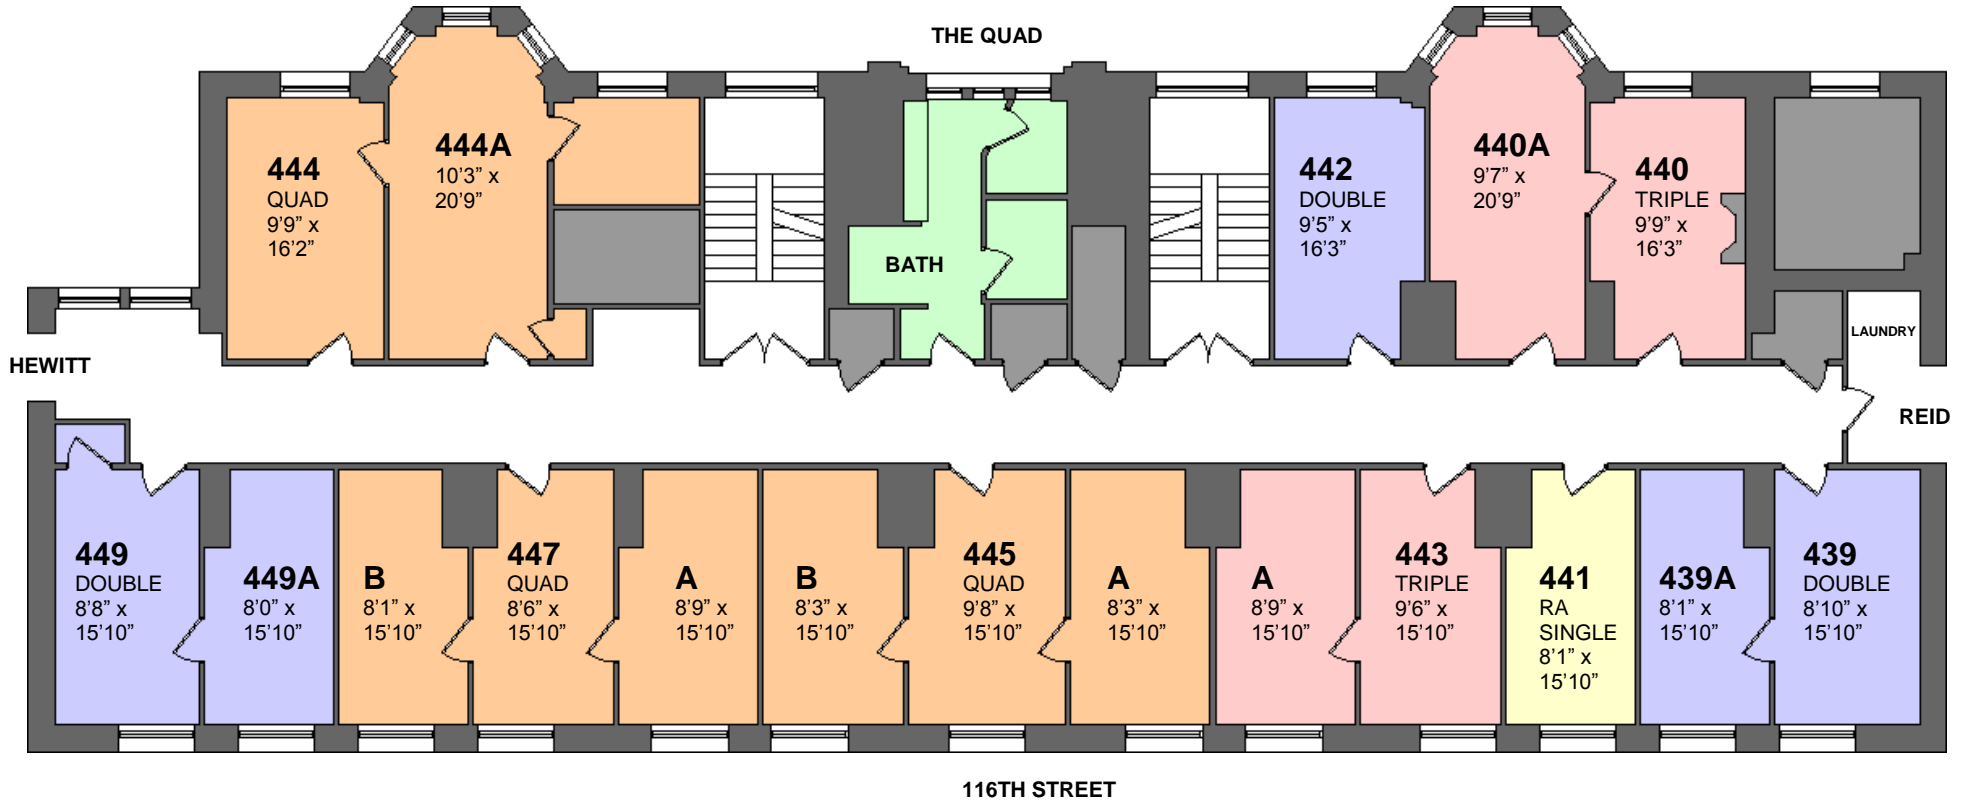 THE QUAD
444
QUAD
9’9” x
16’2”
444A
10’3” x
20’9”
BATH
442
DOUBLE
9’5” x
16’3”
440A
9’7” x
20’9”
440
TRIPLE
9’9” x
16’3”
LAUNDRY
HEWITT
REID
449
DOUBLE
8’8” x
15’10”
449A
8’0” x
15’10”
B
8’1” x
15’10”
447
QUAD
8’6” x
15’10”
A
8’9” x
15’10”
B
8’3” x
15’10”
445
QUAD
9’8” x
15’10”
A
8’3” x
15’10”
A
8’9” x
15’10”
443
TRIPLE
9’6” x
15’10”
441
RA
SINGLE
8’1” x
15’10”
439A
8’1” x
15’10”
439
DOUBLE
8’10” x
15’10”
116TH STREET